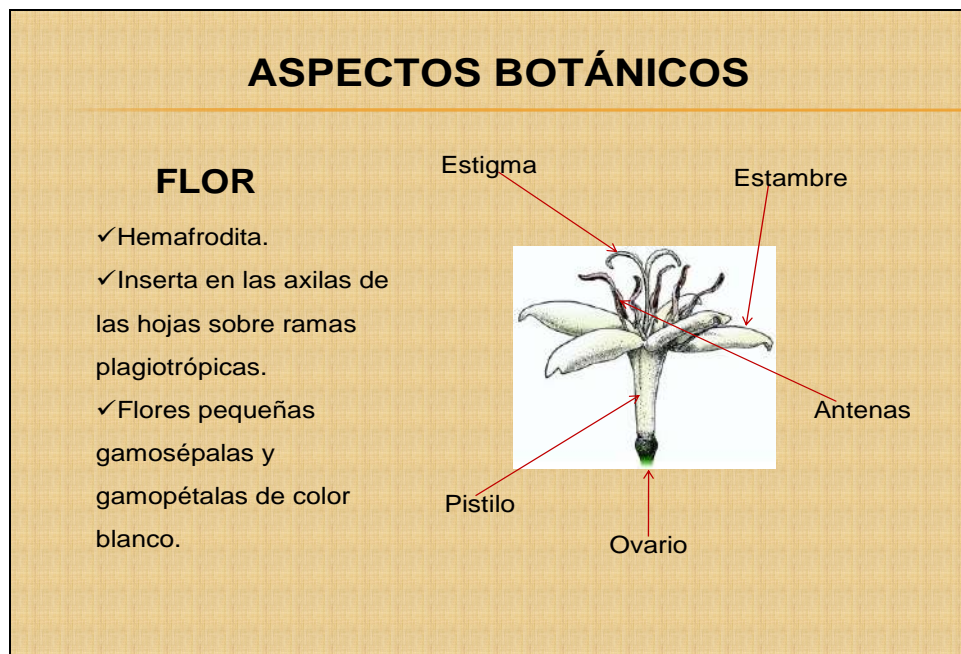 ASPECTOS BOTÁNICOS
FLOR
✓Hemafrodita.
✓Inserta en las axilas de
las hojas sobre ramas
plagiotrópicas.
✓Flores pequeñas
gamosépalas y
gamopétalas de color
blanco.
Estigma
Estambre
Antenas
Pistilo
Ovario